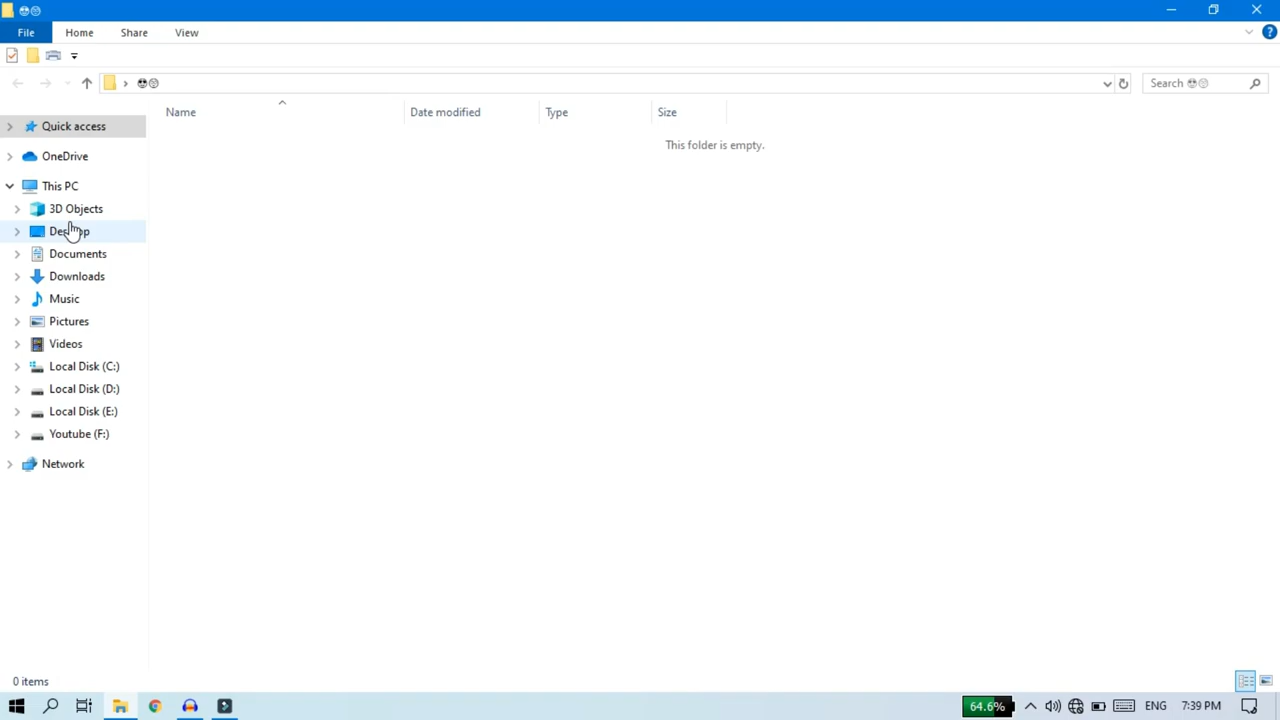 😎😊
File Home Share View
😎😊 Search 😎😊
Name Date modified Type Size
This folder is empty.
Quick access
OneDrive
This PC
3D Objects
Desktop
Documents
Downloads
Music
Pictures
Videos
Local Disk (C:)
Local Disk (D:)
Local Disk (E:)
Youtube (F:)
Network
0 items
64.6% ENG 7:39 PM